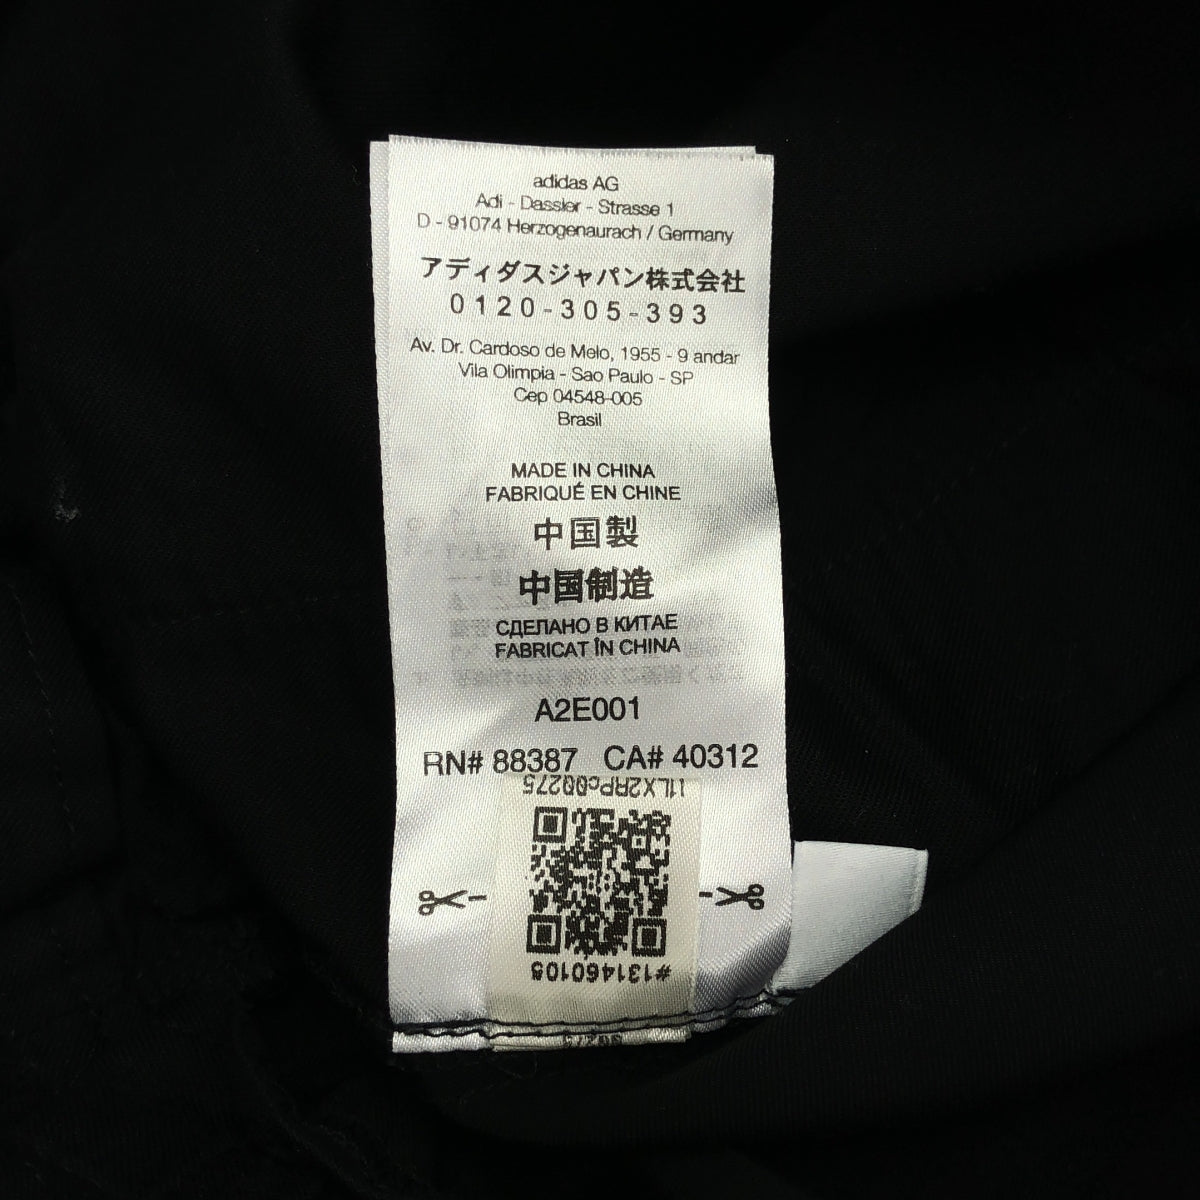 adidas AG
Adi - Dassler - Strasse 1
D - 91074 Herzogenaurach / Germany
アディダスジャパン株式会社
0120-305-393
Av. Dr. Cardoso de Melo, 1955 - 9 andar
Vila Olimpia - Sao Paulo - SP
Cep 04548-005
Brasil
MADE IN CHINA
FABRIQUÉ EN CHINE
中国製
中国制造
СДЕЛАНО В КИТАЕ
FABRICAT ÎN CHINA
A2E001
RN# 88387 CA# 40312
#131460105